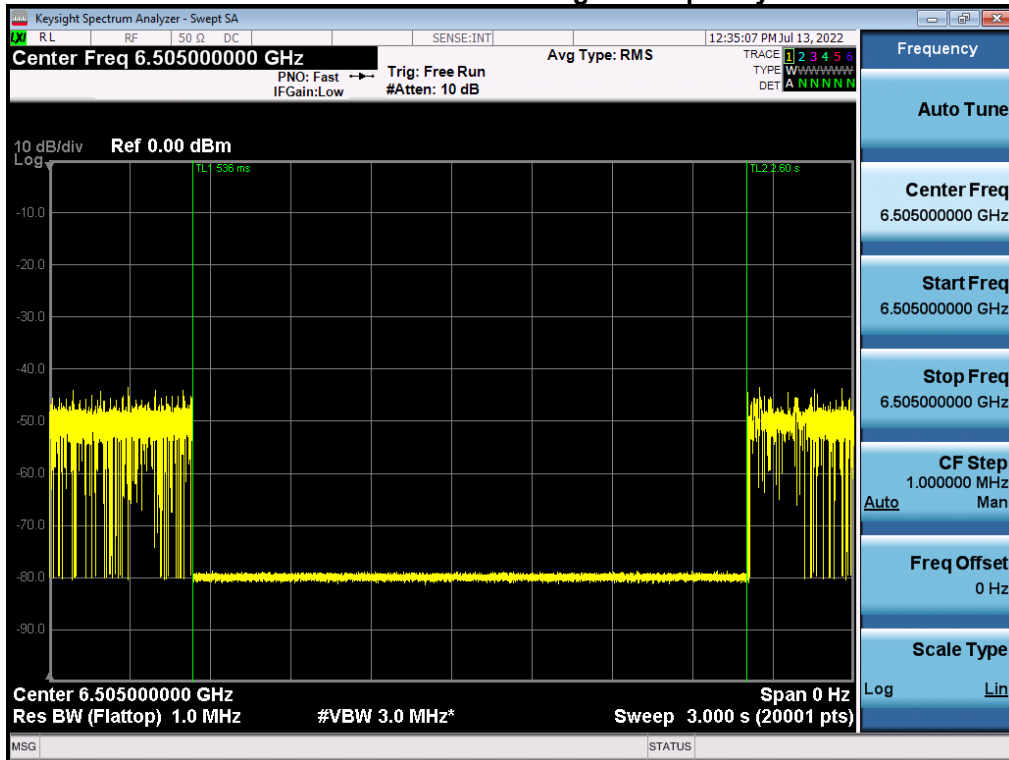 Keysight Spectrum Analyzer - Swept SA
LXI RL RF 50 Ω DC SENSE:INT 12:35:07 PM Jul 13, 2022
Center Freq 6.505000000 GHz
PNO: Fast
IFGain:Low
Trig: Free Run
#Atten: 10 dB
Avg Type: RMS
TRACE 1 2 3 4 5 6
TYPE WWWWWW
DET A N N N N N
10 dB/div Ref 0.00 dBm
Log
TL1 536 ms
TL2 2.60 s
-10.0
-20.0
-30.0
-40.0
-50.0
-60.0
-70.0
-80.0
-90.0
Center 6.505000000 GHz Span 0 Hz
Res BW (Flattop) 1.0 MHz #VBW 3.0 MHz* Sweep 3.000 s (20001 pts)
MSG STATUS
Frequency
Auto Tune
Center Freq
6.505000000 GHz
Start Freq
6.505000000 GHz
Stop Freq
6.505000000 GHz
CF Step
1.000000 MHz
Auto Man
Freq Offset
0 Hz
Scale Type
Log Lin